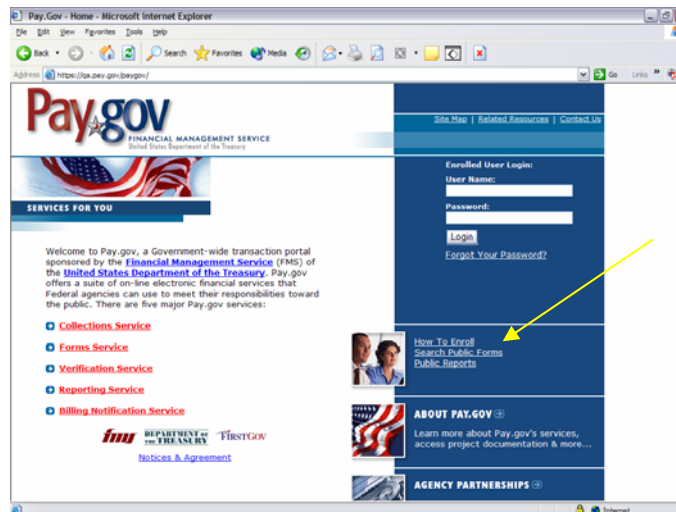 Pay.Gov - Home - Microsoft Internet Explorer
File Edit View Favorites Tools Help
Back Search Favorites Media
Address https://qa.pay.gov/paygov/ Go Links »
Pay.gov
FINANCIAL MANAGEMENT SERVICE
United States Department of the Treasury
Site Map | Related Resources | Contact Us
SERVICES FOR YOU
Enrolled User Login:
User Name:
Password:
Login
Forgot Your Password?
Welcome to Pay.gov, a Government-wide transaction portal
sponsored by the Financial Management Service (FMS) of
the United States Department of the Treasury. Pay.gov
offers a suite of on-line electronic financial services that
Federal agencies can use to meet their responsibilities toward
the public. There are five major Pay.gov services:
Collections Service
Forms Service
Verification Service
Reporting Service
Billing Notification Service
How To Enroll
Search Public Forms
Public Reports
ABOUT PAY.GOV
Learn more about Pay.gov's services,
access project documentation & more...
fms DEPARTMENT OF THE TREASURY FIRSTGOV
Notices & Agreement
AGENCY PARTNERSHIPS
Internet